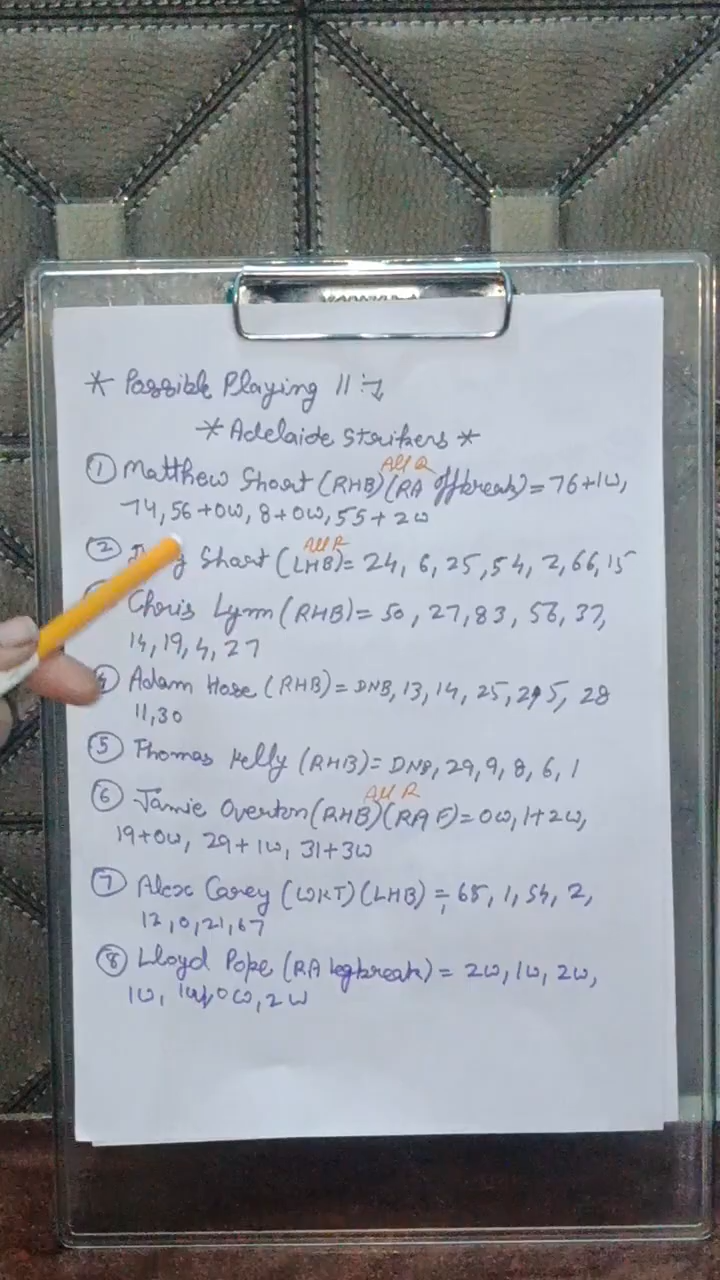 * Possible Playing 11 :-
* Adelaide Strikers *
① Matthew Short (RHB) (RA offbreak) = 76+1W,
All R
74, 56+0W, 8+0W, 55+2W
② Short (LHB) = 24, 6, 25, 54, 2, 66, 15
All R
Chris Lynn (RHB) = 50, 27, 83, 56, 37,
14, 19, 4, 27
④ Adam Hose (RHB) = DNB, 13, 14, 25, 5, 28
11, 30
⑤ Thomas Kelly (RHB) = DNB, 29, 9, 8, 6, 1
⑥ Jamie Overton (RHB) (RA F) = 0W, 1+2W,
All R
19+0W, 29+1W, 31+3W
⑦ Alex Carey (WKT) (LHB) = 68, 1, 54, 2,
12, 0, 21, 67
⑧ Lloyd Pope (RA legbreak) = 2W, 1W, 2W,
1W, 1W, 0W, 2W